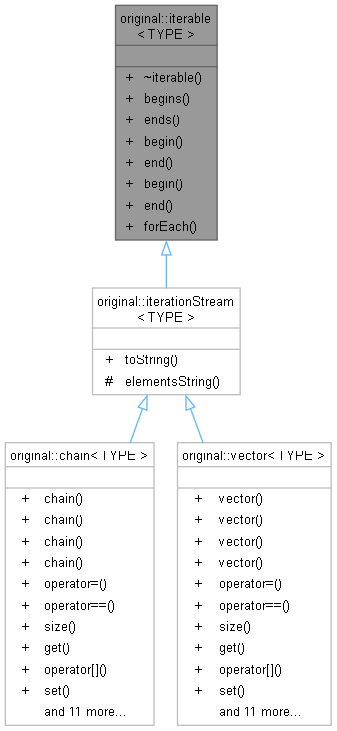 original::iterable
< TYPE >
+ ~iterable()
+ begins()
+ ends()
+ begin()
+ end()
+ begin()
+ end()
+ forEach()
original::iterationStream
< TYPE >
+ toString()
# elementsString()
original::chain< TYPE >
+ chain()
+ chain()
+ chain()
+ chain()
+ operator=()
+ operator==()
+ size()
+ get()
+ operator[]()
+ set()
and 11 more...
original::vector< TYPE >
+ vector()
+ vector()
+ vector()
+ vector()
+ operator=()
+ operator==()
+ size()
+ get()
+ operator[]()
+ set()
and 11 more...